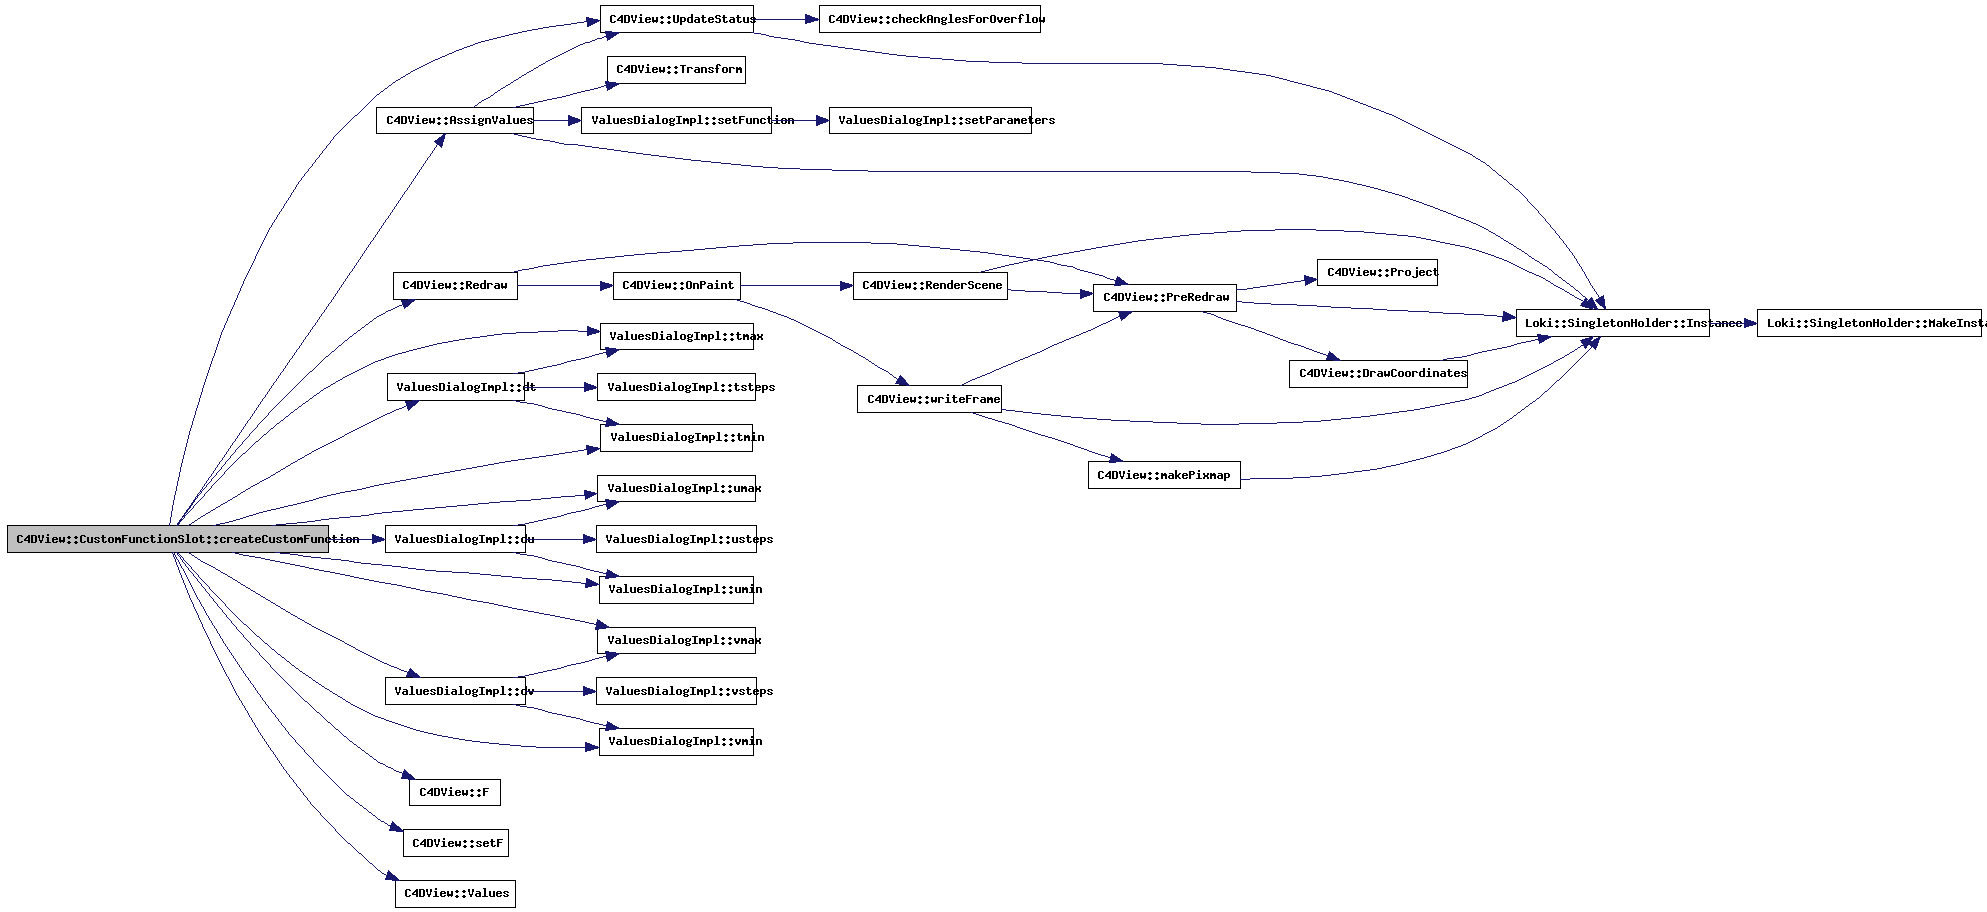 C4DView::UpdateStatus
C4DView::checkAnglesForOverflow
C4DView::Transform
C4DView::AssignValues
ValuesDialogImpl::setFunction
ValuesDialogImpl::setParameters
C4DView::Project
C4DView::Redraw
C4DView::OnPaint
C4DView::RenderScene
C4DView::PreRedraw
Loki::SingletonHolder::Instance
Loki::SingletonHolder::MakeInsta
ValuesDialogImpl::tmax
C4DView::DrawCoordinates
ValuesDialogImpl::dt
ValuesDialogImpl::tsteps
C4DView::writeFrame
ValuesDialogImpl::tmin
C4DView::makePixmap
ValuesDialogImpl::umax
C4DView::CustomFunctionSlot::createCustomFunction
ValuesDialogImpl::du
ValuesDialogImpl::usteps
ValuesDialogImpl::umin
ValuesDialogImpl::vmax
ValuesDialogImpl::dv
ValuesDialogImpl::vsteps
ValuesDialogImpl::vmin
C4DView::F
C4DView::setF
C4DView::Values